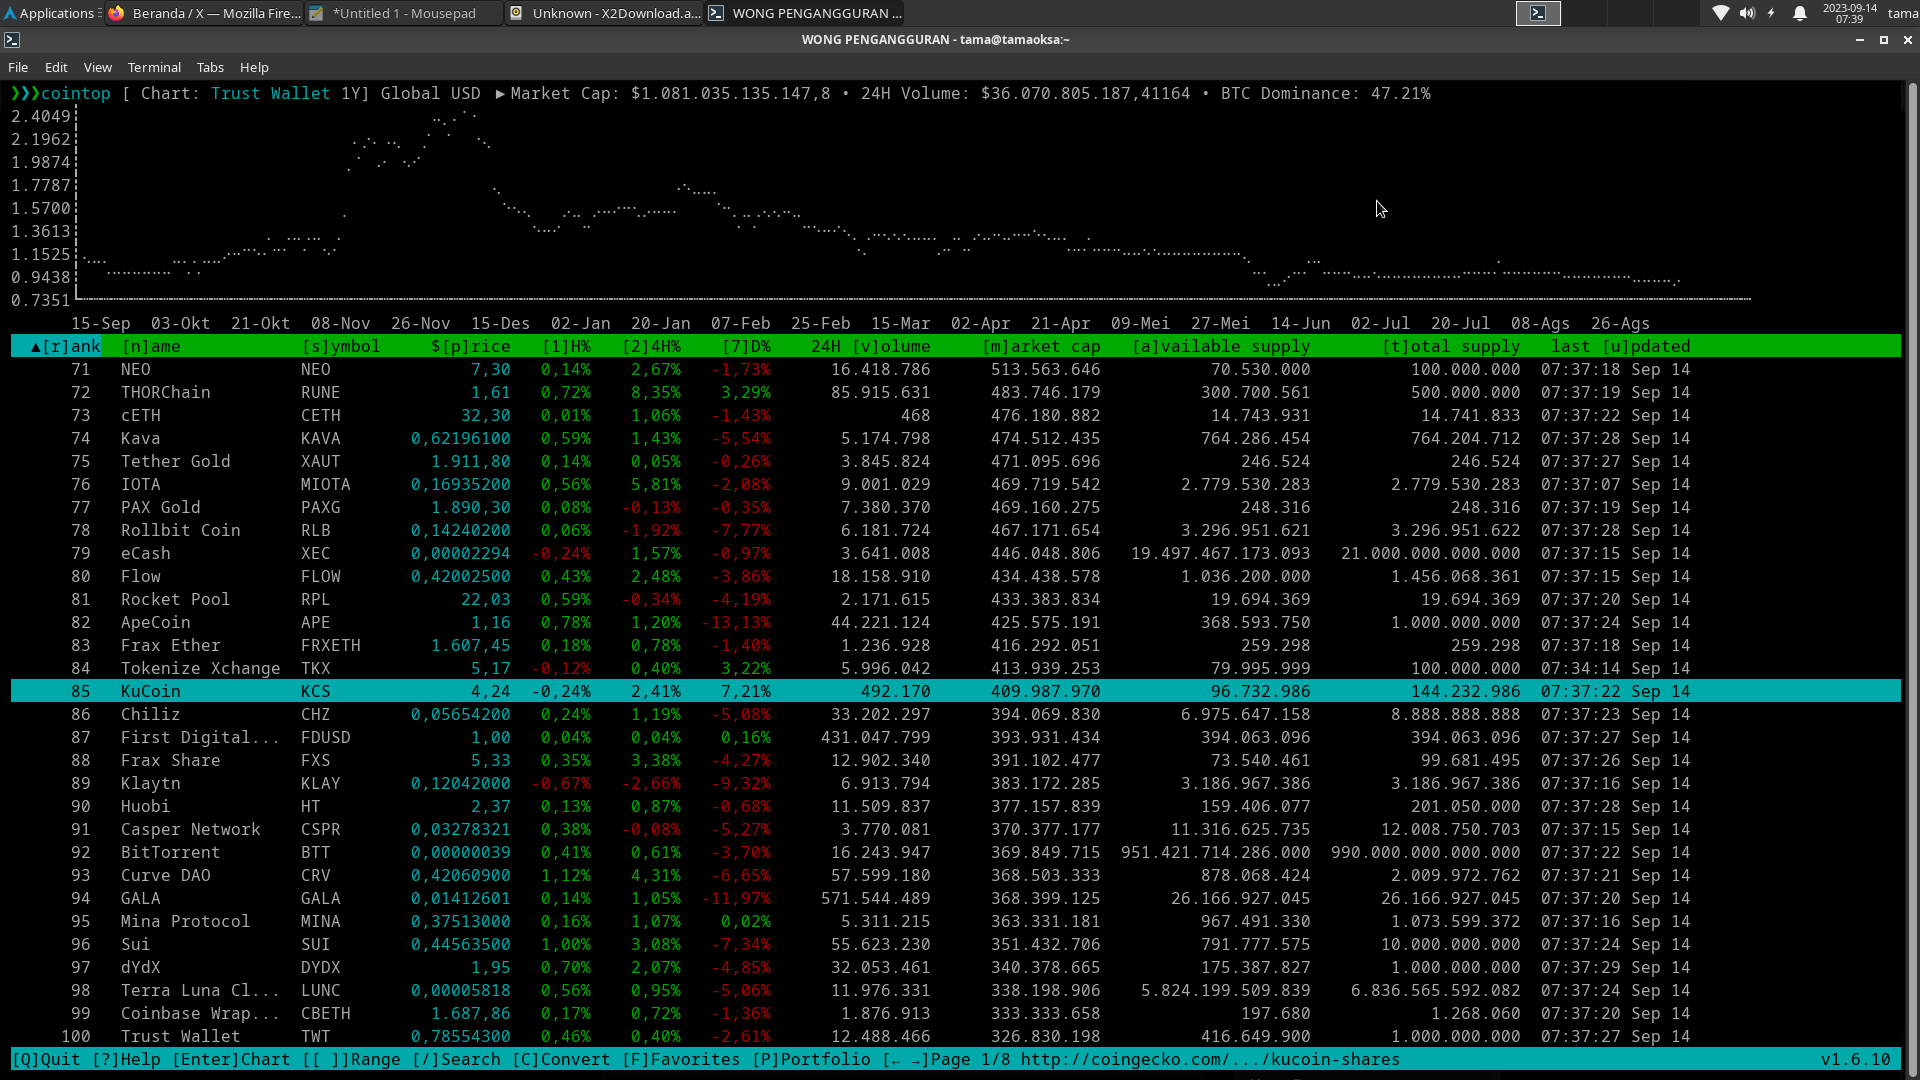 Applications Beranda / X — Mozilla Fire... *Untitled 1 - Mousepad Unknown - X2Download.a... WONG PENGANGGURAN ... 2023-09-14 07:39 tama
WONG PENGANGGURAN - tama@tamaoksa:~
File Edit View Terminal Tabs Help
❯❯❯cointop [ Chart: Trust Wallet 1Y] Global USD ▶Market Cap: $1.081.035.135.147,8 • 24H Volume: $36.070.805.187,41164 • BTC Dominance: 47.21%
2.4049
2.1962
1.9874
1.7787
1.5700
1.3613
1.1525
0.9438
0.7351
15-Sep 03-Okt 21-Okt 08-Nov 26-Nov 15-Des 02-Jan 20-Jan 07-Feb 25-Feb 15-Mar 02-Apr 21-Apr 09-Mei 27-Mei 14-Jun 02-Jul 20-Jul 08-Ags 26-Ags
▲[r]ank [n]ame [s]ymbol $[p]rice [1]H% [2]4H% [7]D% 24H [v]olume [m]arket cap [a]vailable supply [t]otal supply last [u]pdated
71 NEO NEO 7,30 0,14% 2,67% -1,73% 16.418.786 513.563.646 70.530.000 100.000.000 07:37:18 Sep 14
72 THORChain RUNE 1,61 0,72% 8,35% 3,29% 85.915.631 483.746.179 300.700.561 500.000.000 07:37:19 Sep 14
73 cETH CETH 32,30 0,01% 1,06% -1,43% 468 476.180.882 14.743.931 14.741.833 07:37:22 Sep 14
74 Kava KAVA 0,62196100 0,59% 1,43% -5,54% 5.174.798 474.512.435 764.286.454 764.204.712 07:37:28 Sep 14
75 Tether Gold XAUT 1.911,80 0,14% 0,05% -0,26% 3.845.824 471.095.696 246.524 246.524 07:37:27 Sep 14
76 IOTA MIOTA 0,16935200 0,56% 5,81% -2,08% 9.001.029 469.719.542 2.779.530.283 2.779.530.283 07:37:07 Sep 14
77 PAX Gold PAXG 1.890,30 0,08% -0,13% -0,35% 7.380.370 469.160.275 248.316 248.316 07:37:19 Sep 14
78 Rollbit Coin RLB 0,14240200 0,06% -1,92% -7,77% 6.181.724 467.171.654 3.296.951.621 3.296.951.622 07:37:28 Sep 14
79 eCash XEC 0,00002294 -0,24% 1,57% -0,97% 3.641.008 446.048.806 19.497.467.173.093 21.000.000.000.000 07:37:15 Sep 14
80 Flow FLOW 0,42002500 0,43% 2,48% -3,86% 18.158.910 434.438.578 1.036.200.000 1.456.068.361 07:37:15 Sep 14
81 Rocket Pool RPL 22,03 0,59% -0,34% -4,19% 2.171.615 433.383.834 19.694.369 19.694.369 07:37:20 Sep 14
82 ApeCoin APE 1,16 0,78% 1,20% -13,13% 44.221.124 425.575.191 368.593.750 1.000.000.000 07:37:24 Sep 14
83 Frax Ether FRXETH 1.607,45 0,18% 0,78% -1,40% 1.236.928 416.292.051 259.298 259.298 07:37:18 Sep 14
84 Tokenize Xchange TKX 5,17 -0,12% 0,40% 3,22% 5.996.042 413.939.253 79.995.999 100.000.000 07:34:14 Sep 14
85 KuCoin KCS 4,24 -0,24% 2,41% 7,21% 492.170 409.987.970 96.732.986 144.232.986 07:37:22 Sep 14
86 Chiliz CHZ 0,05654200 0,24% 1,19% -5,08% 33.202.297 394.069.830 6.975.647.158 8.888.888.888 07:37:23 Sep 14
87 First Digital... FDUSD 1,00 0,04% 0,04% 0,16% 431.047.799 393.931.434 394.063.096 394.063.096 07:37:27 Sep 14
88 Frax Share FXS 5,33 0,35% 3,38% -4,27% 12.902.340 391.102.477 73.540.461 99.681.495 07:37:26 Sep 14
89 Klaytn KLAY 0,12042000 -0,67% -2,66% -9,32% 6.913.794 383.172.285 3.186.967.386 3.186.967.386 07:37:16 Sep 14
90 Huobi HT 2,37 0,13% 0,87% -0,68% 11.509.837 377.157.839 159.406.077 201.050.000 07:37:28 Sep 14
91 Casper Network CSPR 0,03278321 0,38% -0,08% -5,27% 3.770.081 370.377.177 11.316.625.735 12.008.750.703 07:37:15 Sep 14
92 BitTorrent BTT 0,00000039 0,41% 0,61% -3,70% 16.243.947 369.849.715 951.421.714.286.000 990.000.000.000.000 07:37:22 Sep 14
93 Curve DAO CRV 0,42060900 1,12% 4,31% -6,65% 57.599.180 368.503.333 878.068.424 2.009.972.762 07:37:21 Sep 14
94 GALA GALA 0,01412601 0,14% 1,05% -11,97% 571.544.489 368.399.125 26.166.927.045 26.166.927.045 07:37:20 Sep 14
95 Mina Protocol MINA 0,37513000 0,16% 1,07% 0,02% 5.311.215 363.331.181 967.491.330 1.073.599.372 07:37:16 Sep 14
96 Sui SUI 0,44563500 1,00% 3,08% -7,34% 55.623.230 351.432.706 791.777.575 10.000.000.000 07:37:24 Sep 14
97 dYdX DYDX 1,95 0,70% 2,07% -4,85% 32.053.461 340.378.665 175.387.827 1.000.000.000 07:37:29 Sep 14
98 Terra Luna Cl... LUNC 0,00005818 0,56% 0,95% -5,06% 11.976.331 338.198.906 5.824.199.509.839 6.836.565.592.082 07:37:24 Sep 14
99 Coinbase Wrap... CBETH 1.687,86 0,17% 0,72% -1,36% 1.876.913 333.333.658 197.680 1.268.060 07:37:20 Sep 14
100 Trust Wallet TWT 0,78554300 0,46% 0,40% -2,61% 12.488.466 326.830.198 416.649.900 1.000.000.000 07:37:27 Sep 14
[Q]Quit [?]Help [Enter]Chart [[ ]]Range [/]Search [C]Convert [F]Favorites [P]Portfolio [← →]Page 1/8 http://coingecko.com/.../kucoin-shares v1.6.10